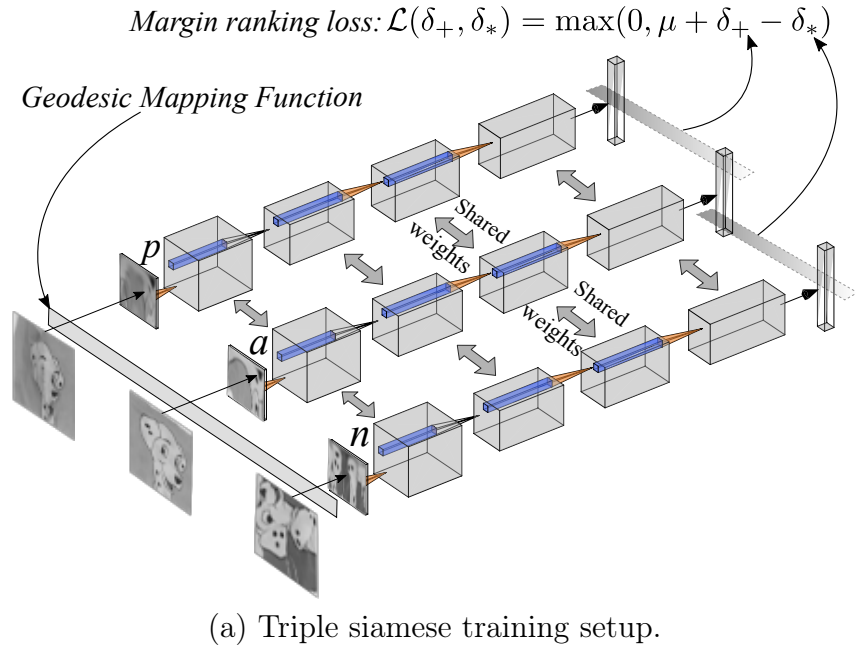 Margin ranking loss: 𝓛(δ₊, δ∗) = max(0, μ + δ₊ − δ∗)
Geodesic Mapping Function
p
Shared
weights
a
Shared
weights
n
(a) Triple siamese training setup.